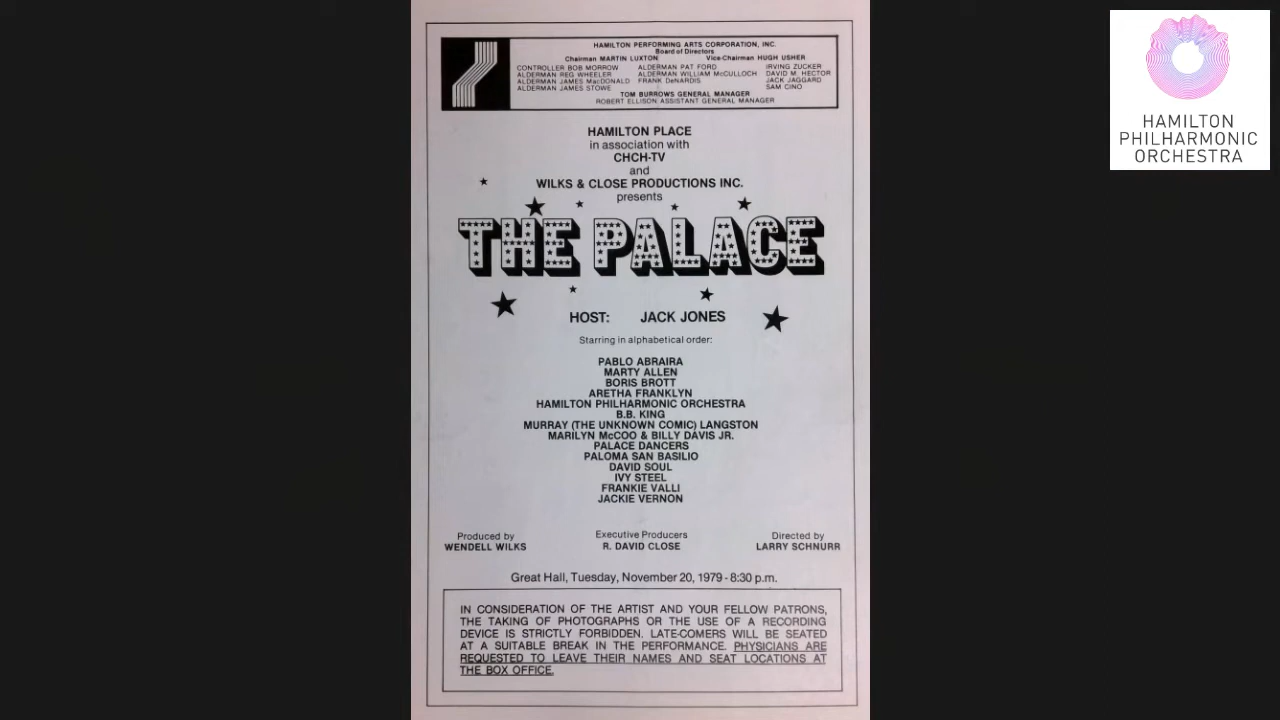 HAMILTON PERFORMING ARTS CORPORATION, INC.
Board of Directors
Chairman MARTIN LUXTON Vice-Chairman HUGH USHER
CONTROLLER BOB MORROW ALDERMAN PAT FORD IRVING ZUCKER
ALDERMAN REG WHEELER ALDERMAN WILLIAM McCULLOCH DAVID M. HECTOR
ALDERMAN JAMES MacDONALD FRANK DeNARDIS JACK JAGGARD
ALDERMAN JAMES STOWE SAM CINO
TOM BURROWS GENERAL MANAGER
ROBERT ELLISON ASSISTANT GENERAL MANAGER
HAMILTON PLACE
in association with
CHCH-TV
and
WILKS & CLOSE PRODUCTIONS INC.
presents
THE PALACE
HOST: JACK JONES
Starring in alphabetical order:
PABLO ABRAIRA
MARTY ALLEN
BORIS BROTT
ARETHA FRANKLYN
HAMILTON PHILHARMONIC ORCHESTRA
B.B. KING
MURRAY (THE UNKNOWN COMIC) LANGSTON
MARILYN McCOO & BILLY DAVIS JR.
PALACE DANCERS
PALOMA SAN BASILIO
DAVID SOUL
IVY STEEL
FRANKIE VALLI
JACKIE VERNON
Produced by Executive Producers Directed by
WENDELL WILKS R. DAVID CLOSE LARRY SCHNURR
Great Hall, Tuesday, November 20, 1979 - 8:30 p.m.
IN CONSIDERATION OF THE ARTIST AND YOUR FELLOW PATRONS,
THE TAKING OF PHOTOGRAPHS OR THE USE OF A RECORDING
DEVICE IS STRICTLY FORBIDDEN. LATE-COMERS WILL BE SEATED
AT A SUITABLE BREAK IN THE PERFORMANCE. PHYSICIANS ARE
REQUESTED TO LEAVE THEIR NAMES AND SEAT LOCATIONS AT
THE BOX OFFICE.
HAMILTON
PHILHARMONIC
ORCHESTRA